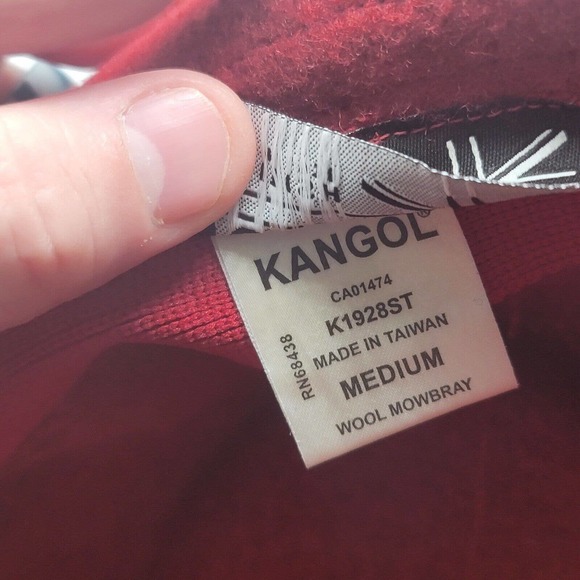 KANGOL®
CA01474
K1928ST
MADE IN TAIWAN
MEDIUM
WOOL MOWBRAY
RN68438